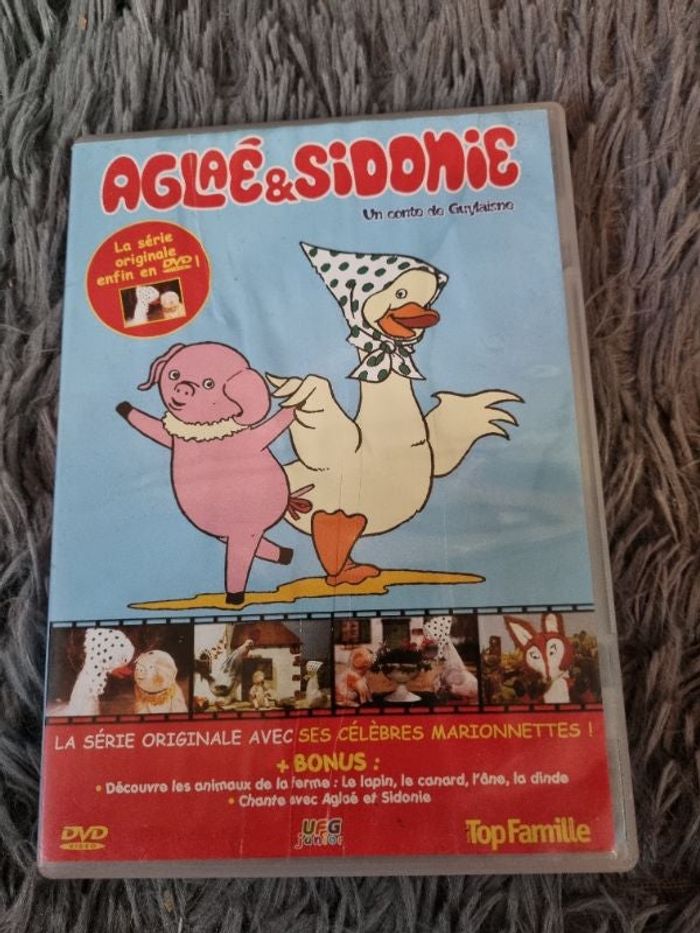 AGLAÉ & SIDONIE
Un conte de Guylaisne
La série
originale
enfin en DVD !
LA SÉRIE ORIGINALE AVEC SES CÉLÈBRES MARIONNETTES !
+ BONUS :
• Découvre les animaux de la ferme : Le lapin, le canard, l'âne, la dinde
• Chante avec Aglaé et Sidonie
DVD
VIDEO
UFG
junior
Top Famille